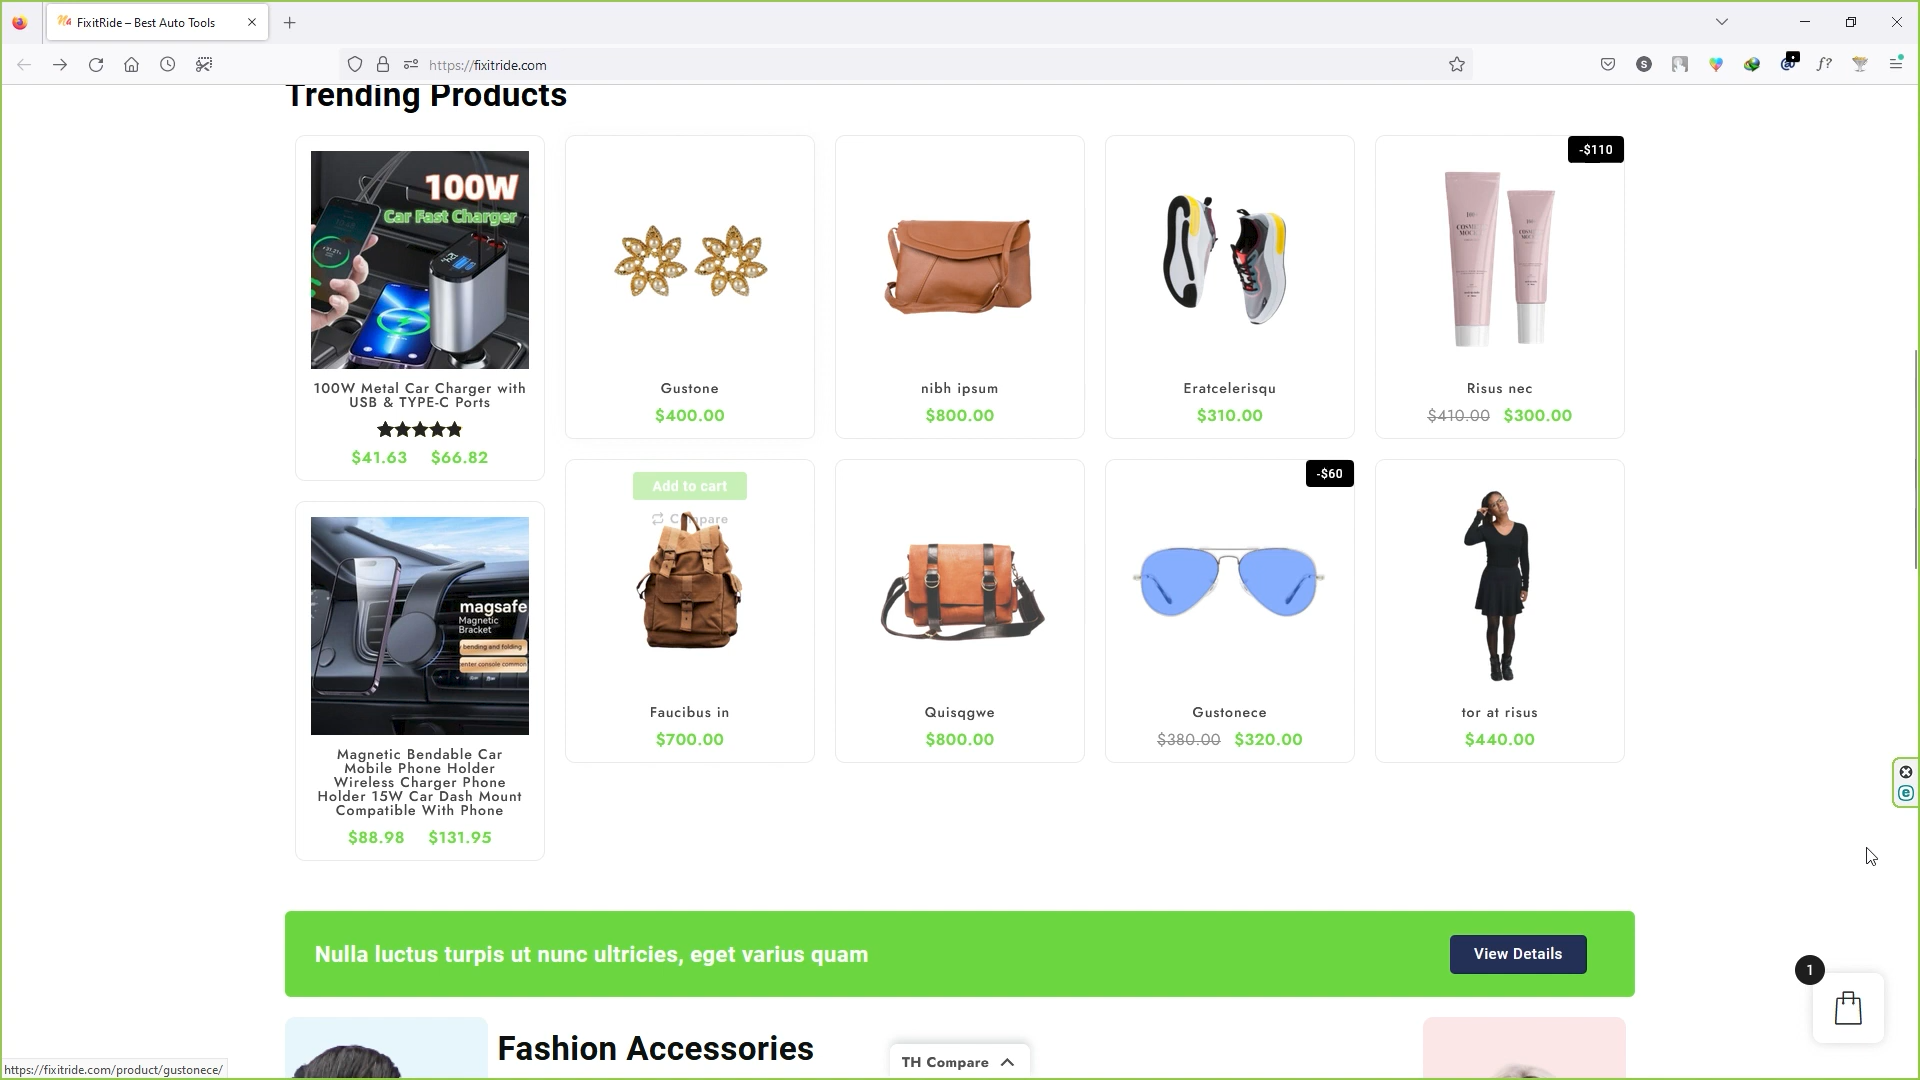 FixitRide – Best Auto Tools
https://fixitride.com
Trending Products
100W
Car Fast Charger
100W Metal Car Charger with
USB & TYPE-C Ports
$41.63 $66.82
Gustone
$400.00
nibh ipsum
$800.00
Eratcelerisqu
$310.00
-$110
Risus nec
$410.00 $300.00
magsafe
Magnetic
Bracket
bending and folding
enter console common
Magnetic Bendable Car
Mobile Phone Holder
Wireless Charger Phone
Holder 15W Car Dash Mount
Compatible With Phone
$88.98 $131.95
Add to cart
Compare
Faucibus in
$700.00
Quisqgwe
$800.00
-$60
Gustonece
$380.00 $320.00
tor at risus
$440.00
Nulla luctus turpis ut nunc ultricies, eget varius quam
View Details
1
Fashion Accessories
TH Compare
https://fixitride.com/product/gustonece/